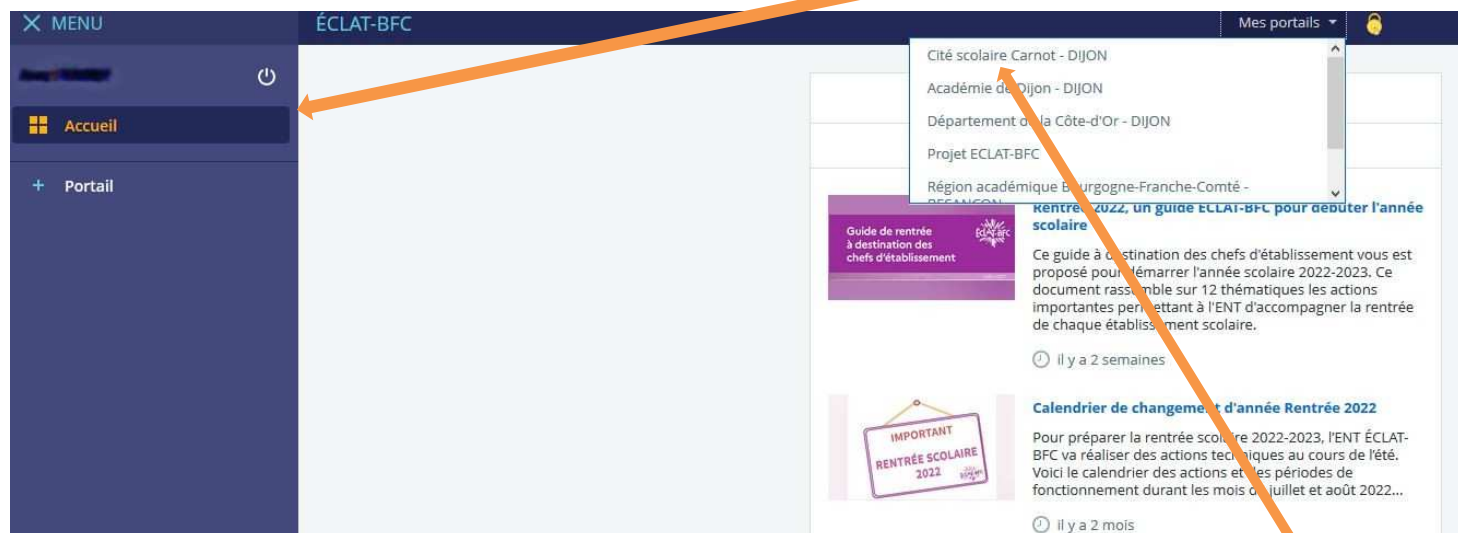 MENU
ÉCLAT-BFC
Mes portails
Accueil
Portail
Cité scolaire Carnot - DIJON
Académie de Dijon - DIJON
Département de la Côte-d'Or - DIJON
Projet ECLAT-BFC
Région académique Bourgogne-Franche-Comté -
BESANCON
Guide de rentrée
à destination des
chefs d'établissement
Éclat-BFC
Rentrée 2022, un guide ECLAT-BFC pour débuter l'année
scolaire
Ce guide à destination des chefs d'établissement vous est
proposé pour démarrer l'année scolaire 2022-2023. Ce
document rassemble sur 12 thématiques les actions
importantes permettant à l'ENT d'accompagner la rentrée
de chaque établissement scolaire.
il y a 2 semaines
IMPORTANT
RENTRÉE SCOLAIRE
2022
Calendrier de changement d'année Rentrée 2022
Pour préparer la rentrée scolaire 2022-2023, l'ENT ÉCLAT-
BFC va réaliser des actions techniques au cours de l'été.
Voici le calendrier des actions et des périodes de
fonctionnement durant les mois de juillet et août 2022...
il y a 2 mois